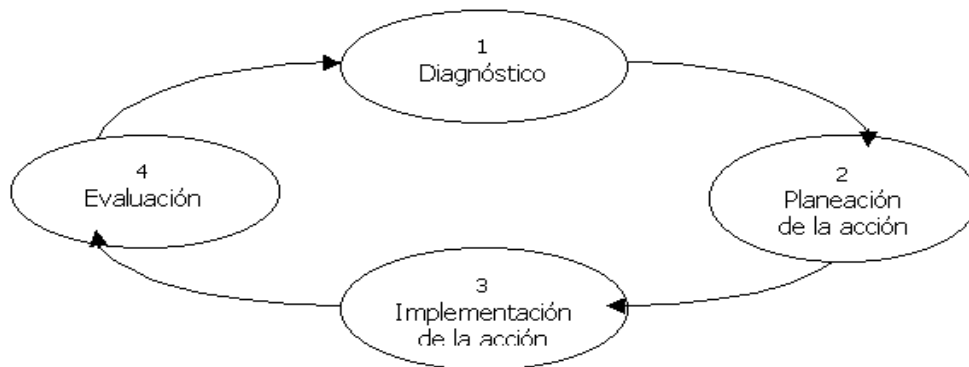 1
Diagnóstico
2
Planeación
de la acción
3
Implementación
de la acción
4
Evaluación